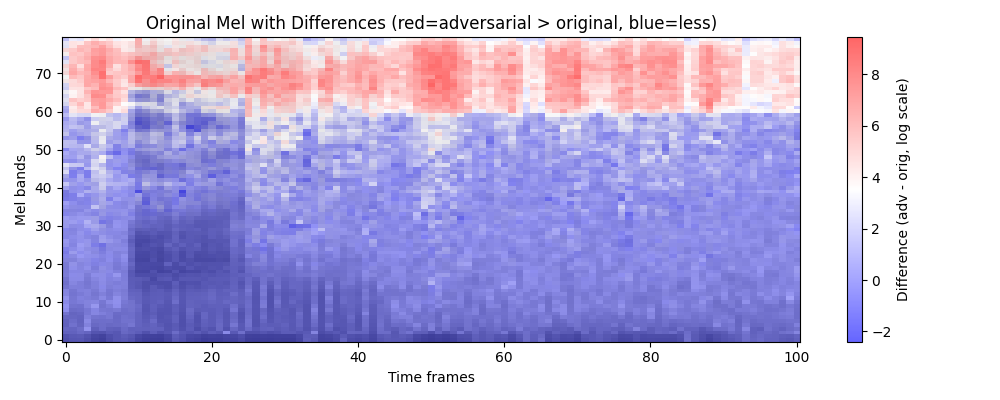 Original Mel with Differences (red=adversarial > original, blue=less)
Mel bands
70
60
50
40
30
20
10
0
0 20 40 60 80 100
Time frames
8
6
4
2
0
−2
Difference (adv - orig, log scale)